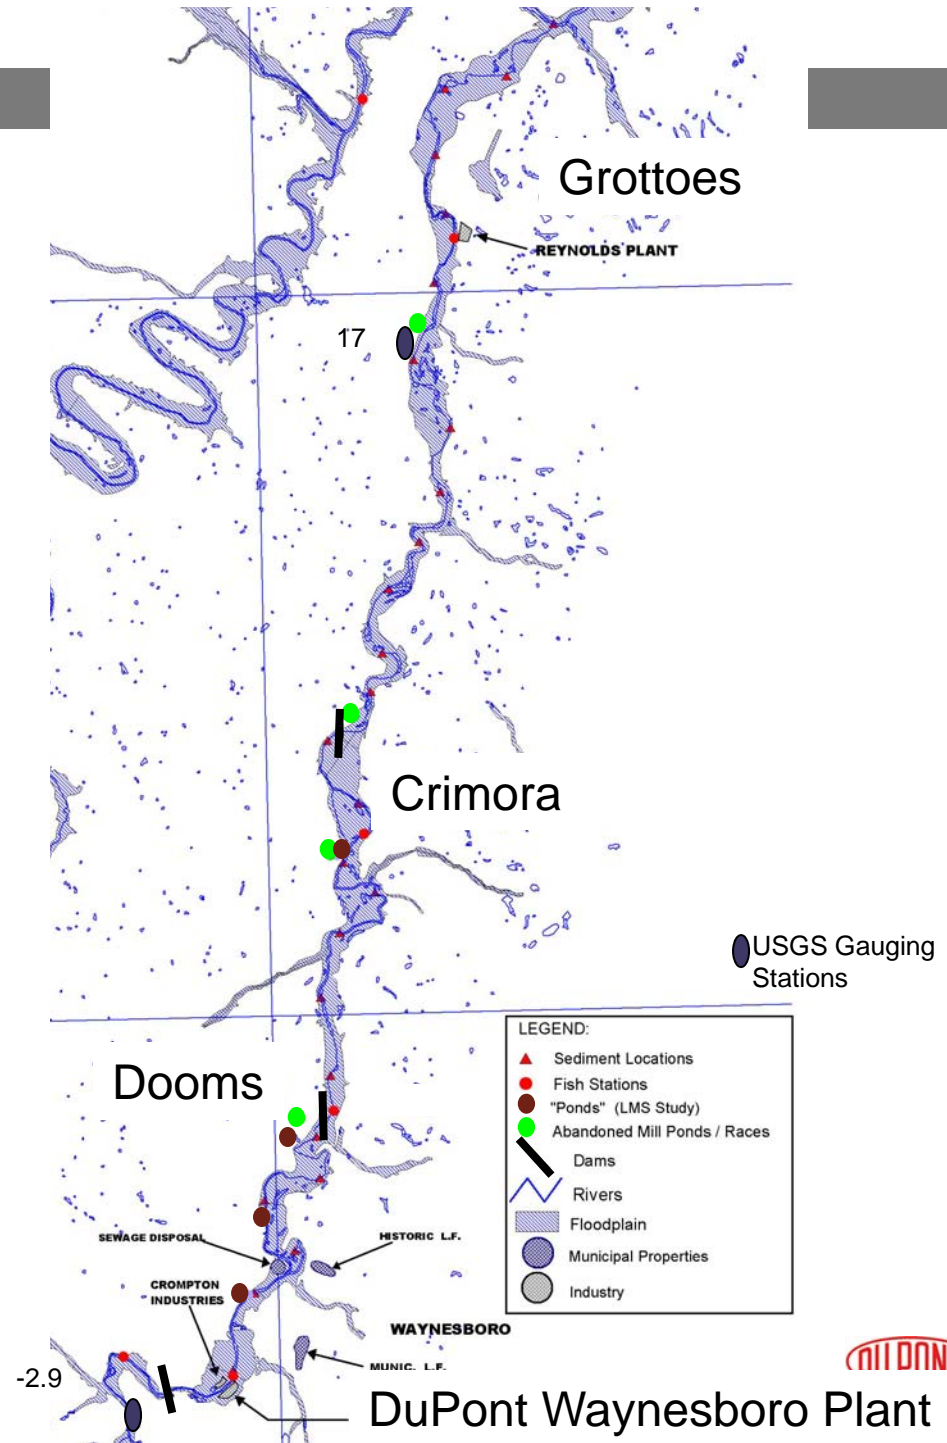 Grottoes
REYNOLDS PLANT
17
Crimora
USGS Gauging
Stations
LEGEND:
Sediment Locations
Fish Stations
"Ponds" (LMS Study)
Abandoned Mill Ponds / Races
Dams
Rivers
Floodplain
Municipal Properties
Industry
Dooms
SEWAGE DISPOSAL
HISTORIC L.F.
CROMPTON
INDUSTRIES
WAYNESBORO
MUNIC. L.F.
-2.9
DuPont Waynesboro Plant